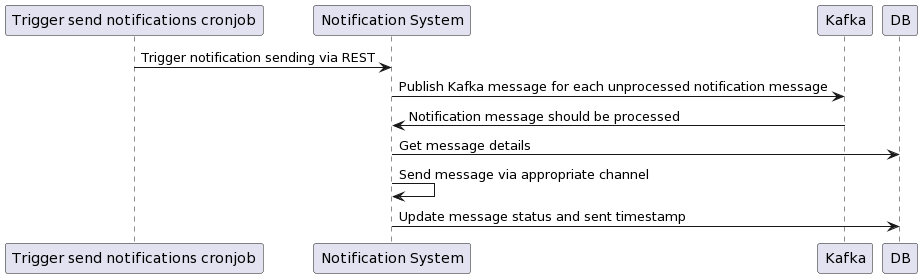 Trigger send notifications cronjob
Notification System
Kafka
DB
Trigger notification sending via REST
Publish Kafka message for each unprocessed notification message
Notification message should be processed
Get message details
Send message via appropriate channel
Update message status and sent timestamp
Trigger send notifications cronjob
Notification System
Kafka
DB